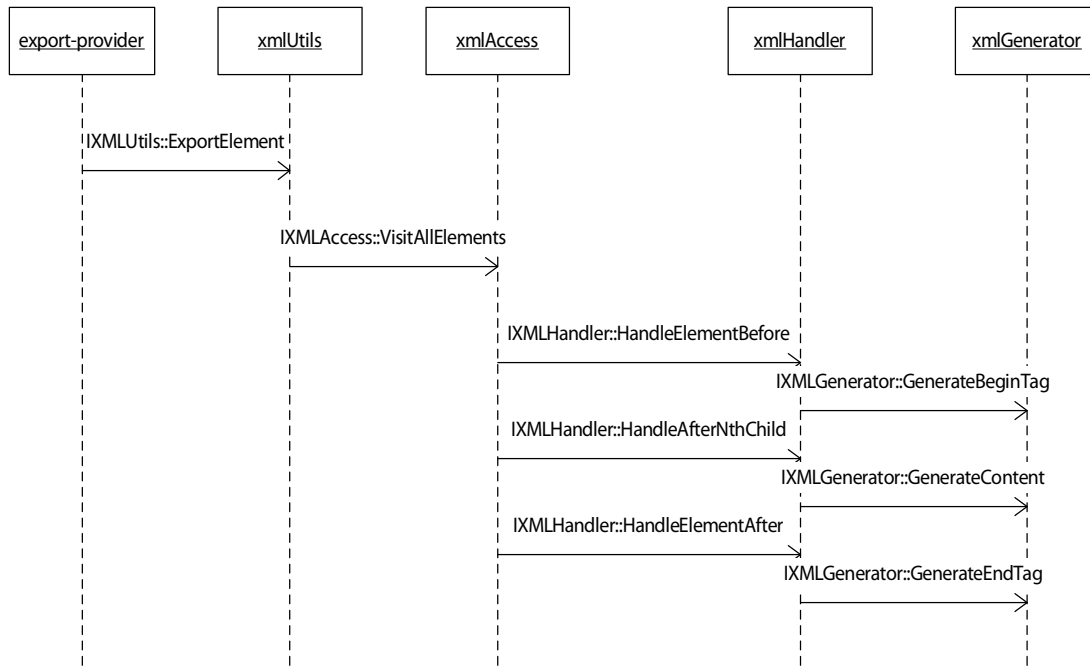 export-provider
xmlUtils
xmlAccess
xmlHandler
xmlGenerator
IXMLUtils::ExportElement
IXMLAccess::VisitAllElements
IXMLHandler::HandleElementBefore
IXMLGenerator::GenerateBeginTag
IXMLHandler::HandleAfterNthChild
IXMLGenerator::GenerateContent
IXMLHandler::HandleElementAfter
IXMLGenerator::GenerateEndTag